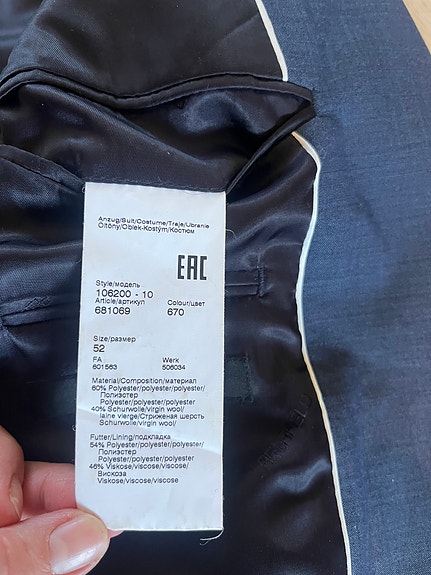 Anzug/Suit/Costume/Traje/Ubranie
Öltöny/Oblek-Kostým/Костюм
EAC
Style/модель
106200 - 10
Article/артикул Colour/цвет
681069 670
Size/размер
52
FA Werk
601563 506034
Material/Composition/материал
60% Polyester/polyester/polyester/
Полиэстер
Polyester/polyester/polyester/
40% Schurwolle/virgin wool/
laine vierge/Стриженая шерсть
Schurwolle/virgin wool/
Futter/Lining/подкладка
54% Polyester/polyester/polyester/
Полиэстер
Polyester/polyester/polyester
46% Viskose/viscose/viscose/
Вискоза
Viskose/viscose/viscose